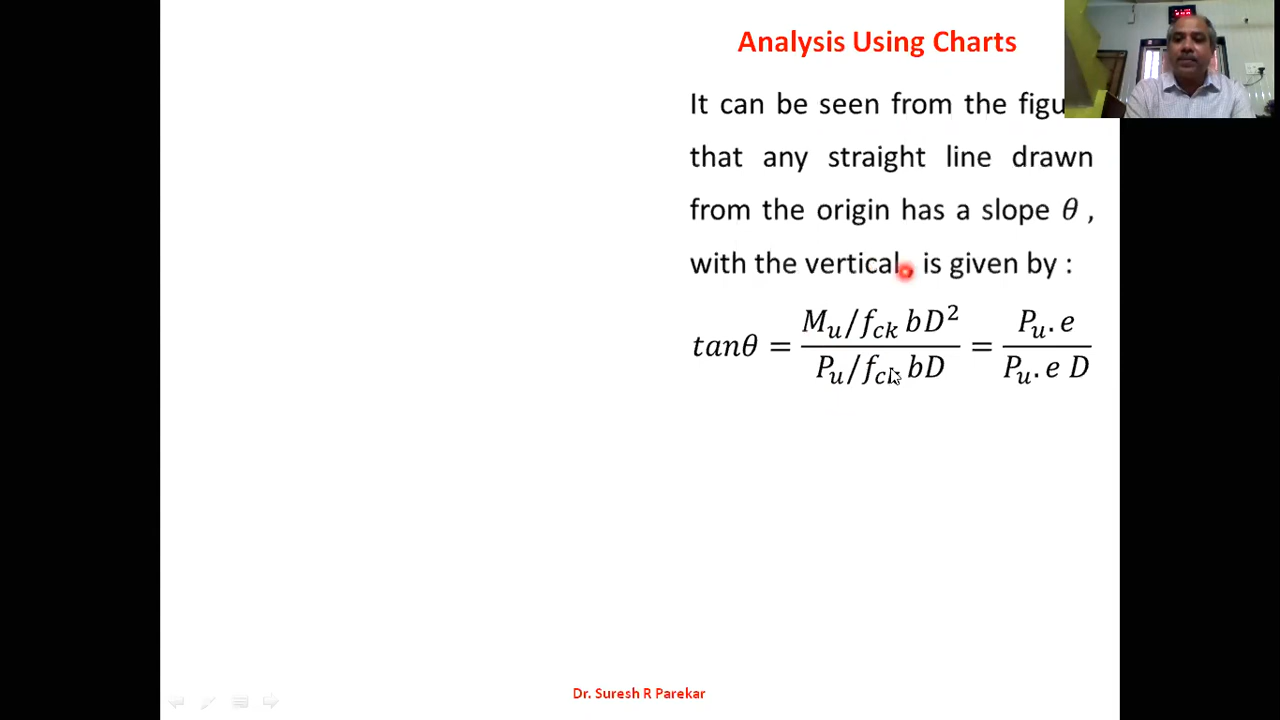 Analysis Using Charts
It can be seen from the
that any straight line drawn
from the origin has a slope θ ,
with the vertical, is given by :
tanθ = (M_u/f_ck bD²)/(P_u/f_ck bD) = (P_u.e)/(P_u.e D)
Dr. Suresh R Parekar